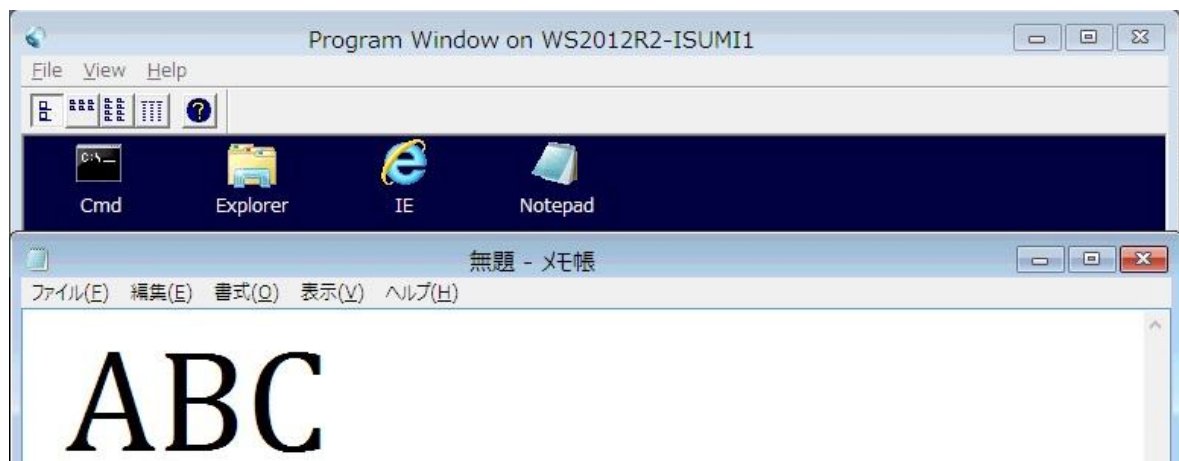 Program Window on WS2012R2-ISUMI1
File View Help
C:\_
Cmd Explorer IE Notepad
無題 - メモ帳
ファイル(F) 編集(E) 書式(O) 表示(V) ヘルプ(H)
ABC